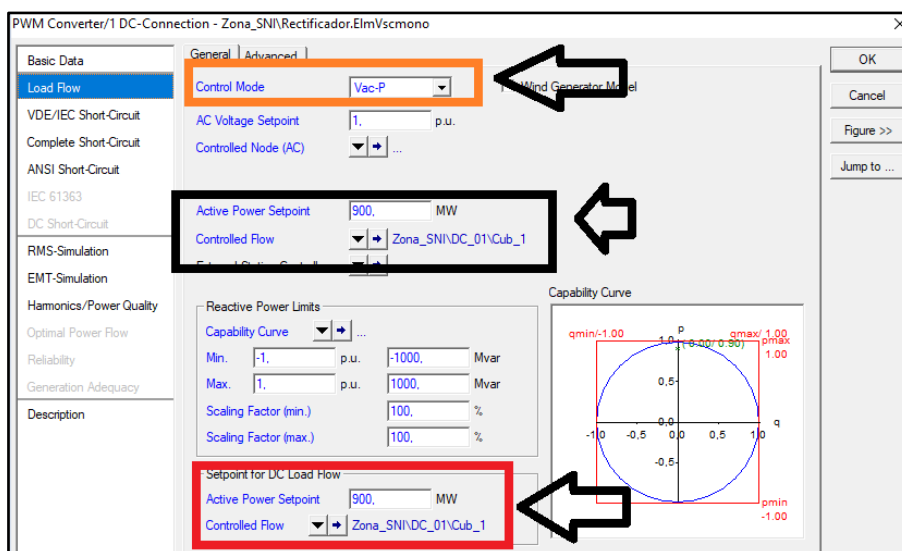 PWM Converter/1 DC-Connection - Zona_SNI\Rectificador.ElmVscmono
Basic Data
Load Flow
VDE/IEC Short-Circuit
Complete Short-Circuit
ANSI Short-Circuit
IEC 61363
DC Short-Circuit
RMS-Simulation
EMT-Simulation
Harmonics/Power Quality
Optimal Power Flow
Reliability
Generation Adequacy
Description
General Advanced
Control Mode Vac-P Wind Generator Model
AC Voltage Setpoint 1, p.u.
Controlled Node (AC) ...
Active Power Setpoint 900, MW
Controlled Flow Zona_SNI\DC_01\Cub_1
Reactive Power Limits
Capability Curve ...
Min. -1, p.u. -1000, Mvar
Max. 1, p.u. 1000, Mvar
Scaling Factor (min.) 100, %
Scaling Factor (max.) 100, %
Setpoint for DC Load Flow
Active Power Setpoint 900, MW
Controlled Flow Zona_SNI\DC_01\Cub_1
Capability Curve
qmin/-1.00 p qmax/ 1.00
1,0 pmax
1.00
0,5
-1,0 -0,5 0,0 0,5 1,0 q
-0,5
pmin
-1.00
OK
Cancel
Figure >>
Jump to ...